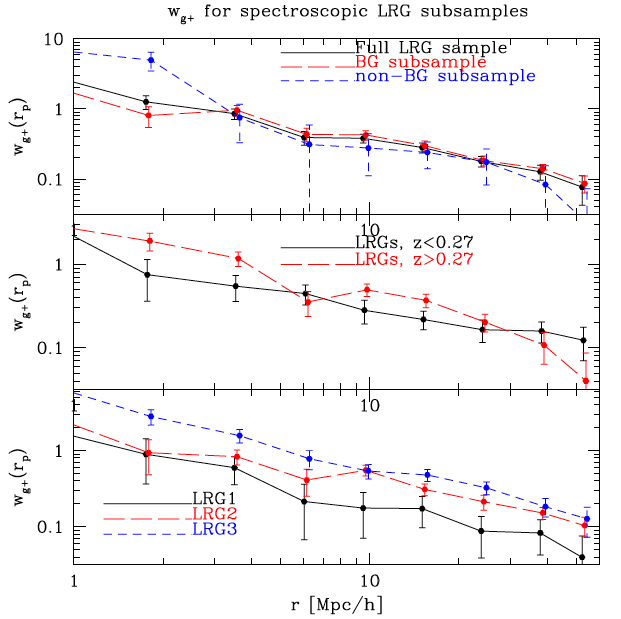 w_g+ for spectroscopic LRG subsamples
10
1
0.1
w_g+(r_p)
Full LRG sample
BG subsample
non-BG subsample
1
0.1
w_g+(r_p)
LRGs, z<0.27
LRGs, z>0.27
1
10
1
0.1
w_g+(r_p)
1
10
LRG1
LRG2
LRG3
1
10
r [Mpc/h]